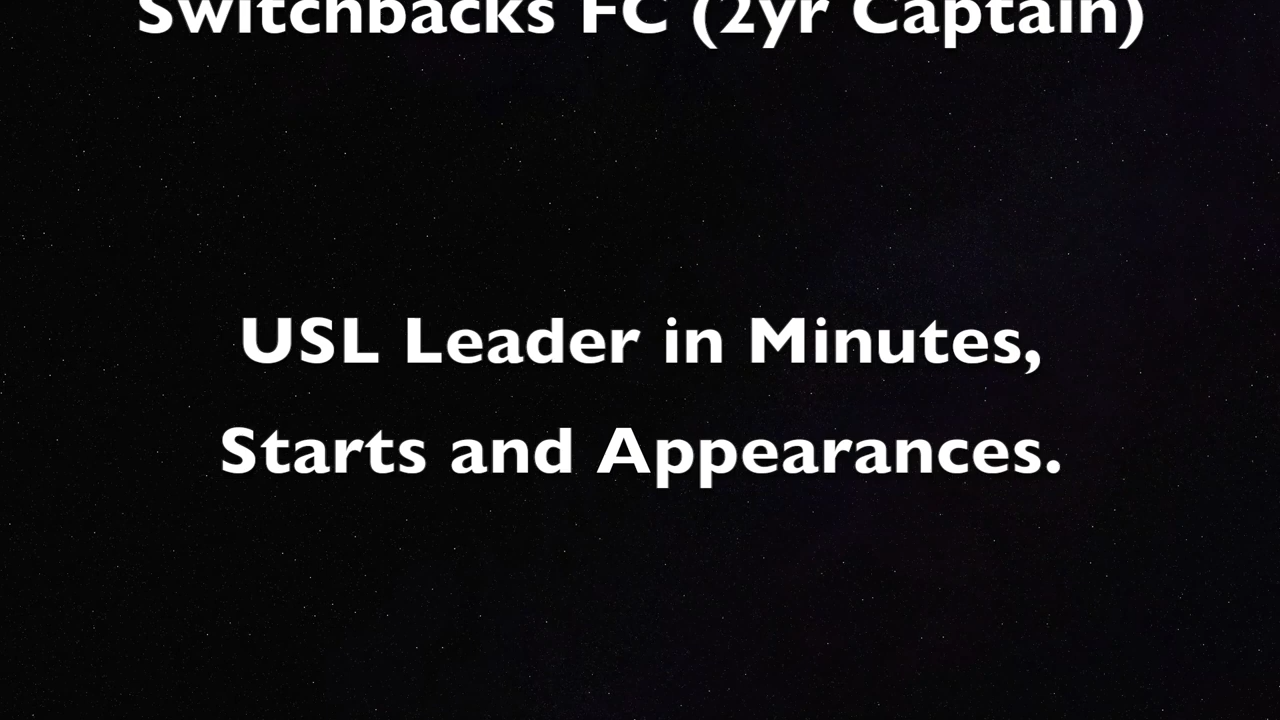 Switchbacks FC (2yr Captain)
USL Leader in Minutes,
Starts and Appearances.